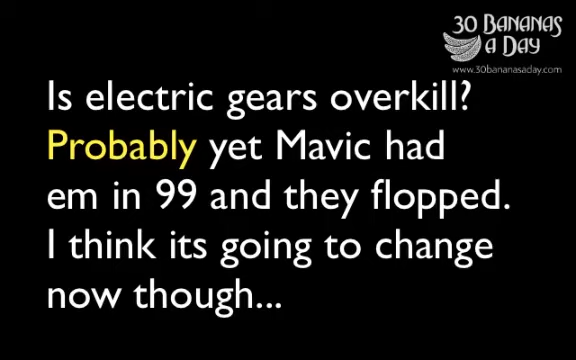 30 BANANAS
A DAY
www.30bananasaday.com
Is electric gears overkill?
Probably yet Mavic had
em in 99 and they flopped.
I think its going to change
now though...